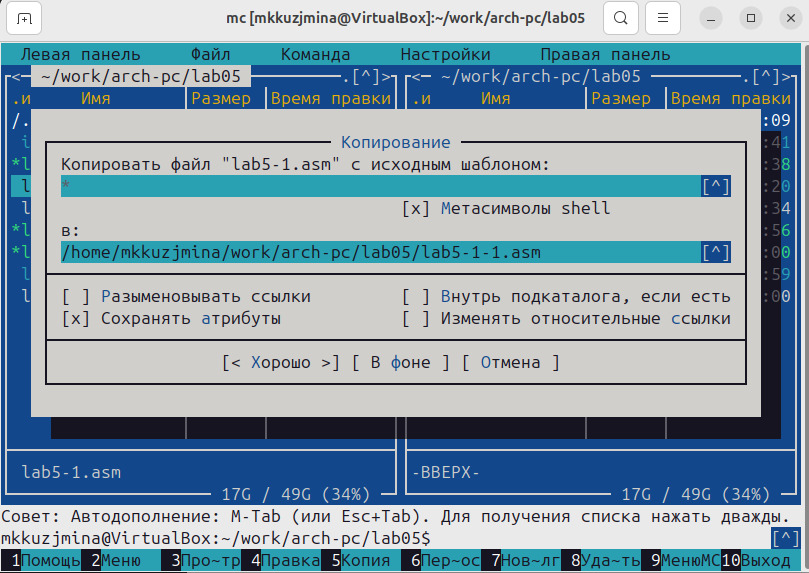 mc [mkkuzjmina@VirtualBox]:~/work/arch-pc/lab05
Левая панель Файл Команда Настройки Правая панель
<─ ~/work/arch-pc/lab05 .[^]> <─ ~/work/arch-pc/lab05 .[^]>
.и Имя Размер Время правки .и Имя Размер Время правки
/. :09
Копирование
i :41
Копировать файл "lab5-1.asm" с исходным шаблоном:
*l :38
* [^]
l :20
[x] Метасимволы shell
l :34
в:
*l :56
/home/mkkuzjmina/work/arch-pc/lab05/lab5-1-1.asm [^]
*l :00
l :59
[ ] Разыменовывать ссылки [ ] Внутрь подкаталога, если есть
l :00
[x] Сохранять атрибуты [ ] Изменять относительные ссылки
[< Хорошо >] [ В фоне ] [ Отмена ]
lab5-1.asm -ВВЕРХ-
17G / 49G (34%) 17G / 49G (34%)
Совет: Автодополнение: M-Tab (или Esc+Tab). Для получения списка нажать дважды.
mkkuzjmina@VirtualBox:~/work/arch-pc/lab05$ [^]
1Помощь 2Меню 3Про~тр 4Правка 5Копия 6Пер~ос 7Нов~лг 8Уда~ть 9МенюМС 10Выход